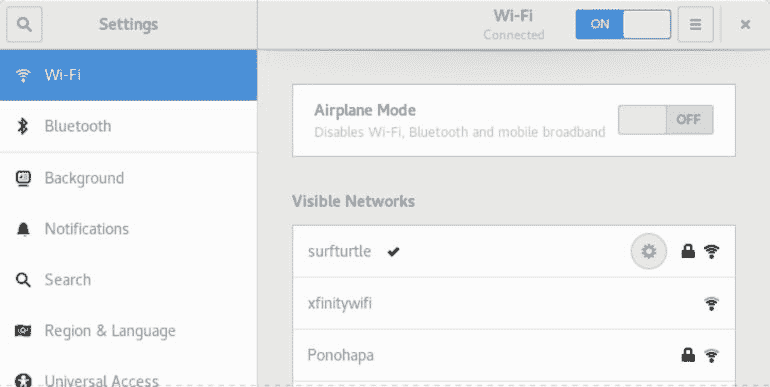 Settings
Wi-Fi
Connected
ON
Wi-Fi
Bluetooth
Background
Notifications
Search
Region & Language
Universal Access
Airplane Mode
Disables Wi-Fi, Bluetooth and mobile broadband
OFF
Visible Networks
surfturtle
xfinitywifi
Ponohapa